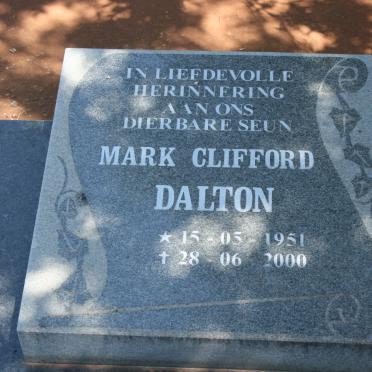 IN LIEFDEVOLLE
HERINNERING
AAN ONS
DIERBARE SEUN
MARK CLIFFORD
DALTON
★ 15 - 05 - 1951
✝ 28 - 06 - 2000